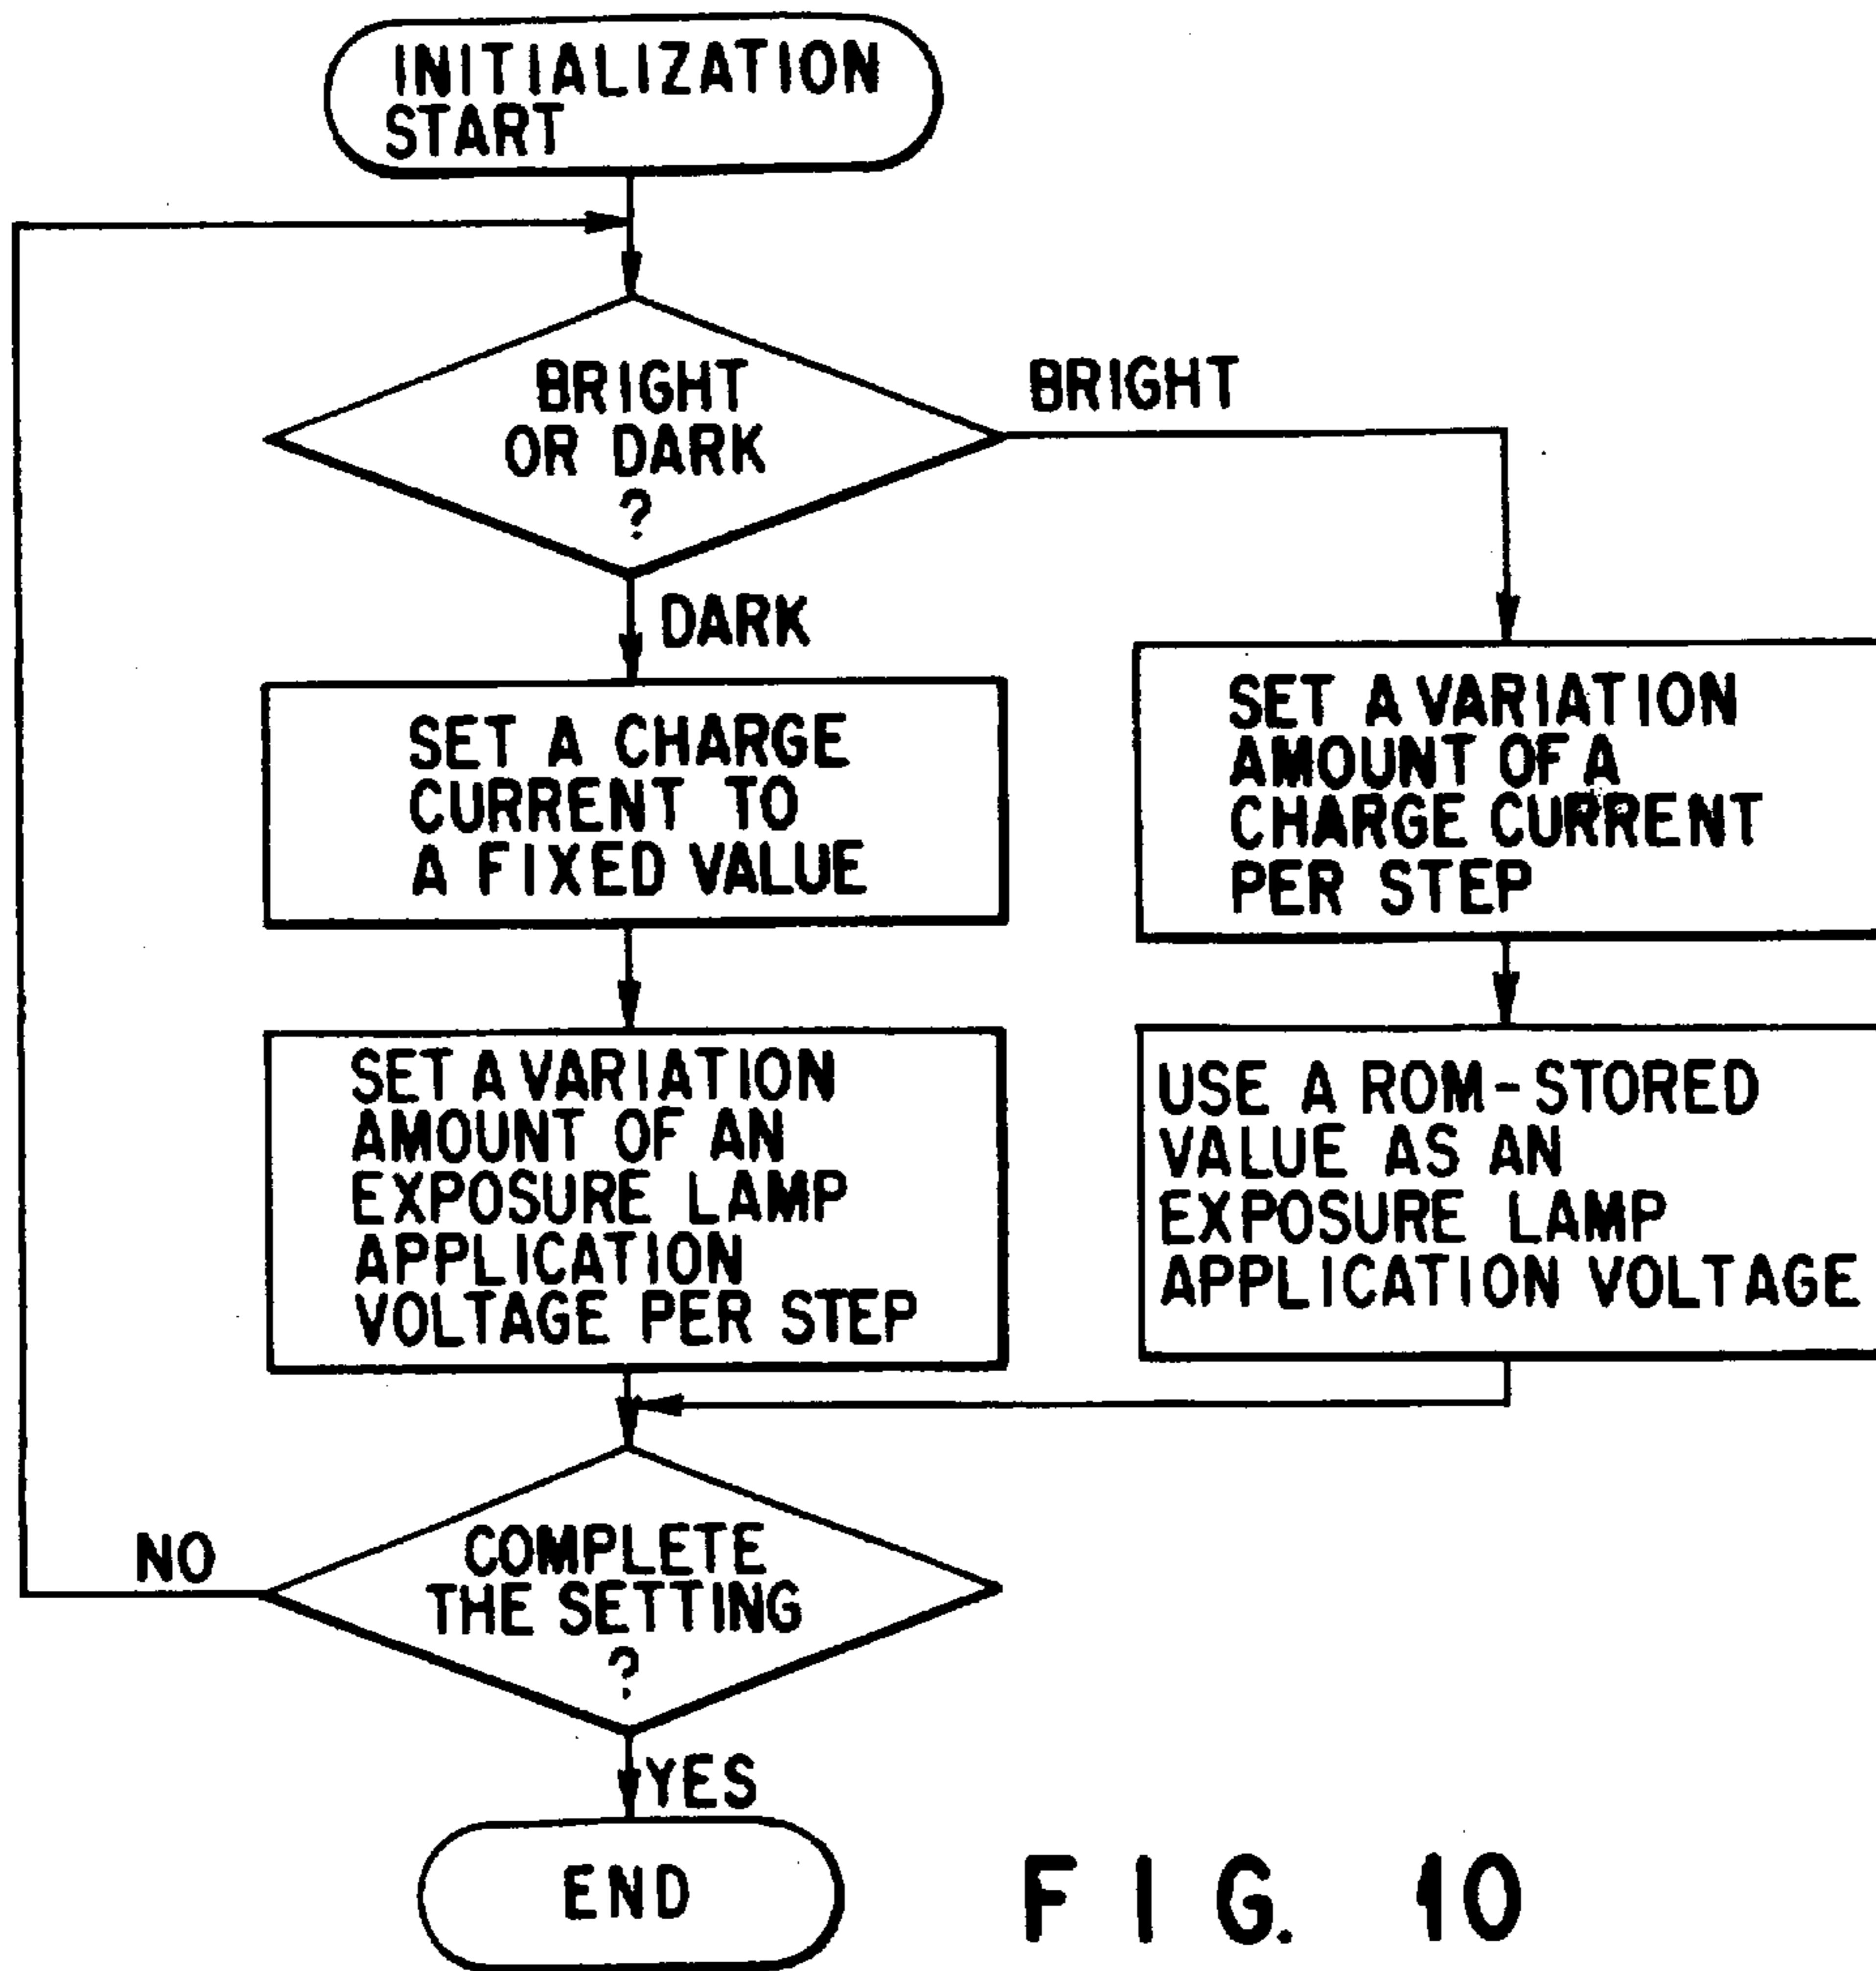 INITIALIZATION
START
BRIGHT
OR DARK
?
BRIGHT
DARK
SET A CHARGE
CURRENT TO
A FIXED VALUE
SET A VARIATION
AMOUNT OF A
CHARGE CURRENT
PER STEP
SET A VARIATION
AMOUNT OF AN
EXPOSURE LAMP
APPLICATION
VOLTAGE PER STEP
USE A ROM-STORED
VALUE AS AN
EXPOSURE LAMP
APPLICATION VOLTAGE
NO
COMPLETE
THE SETTING
?
YES
END
FIG. 10